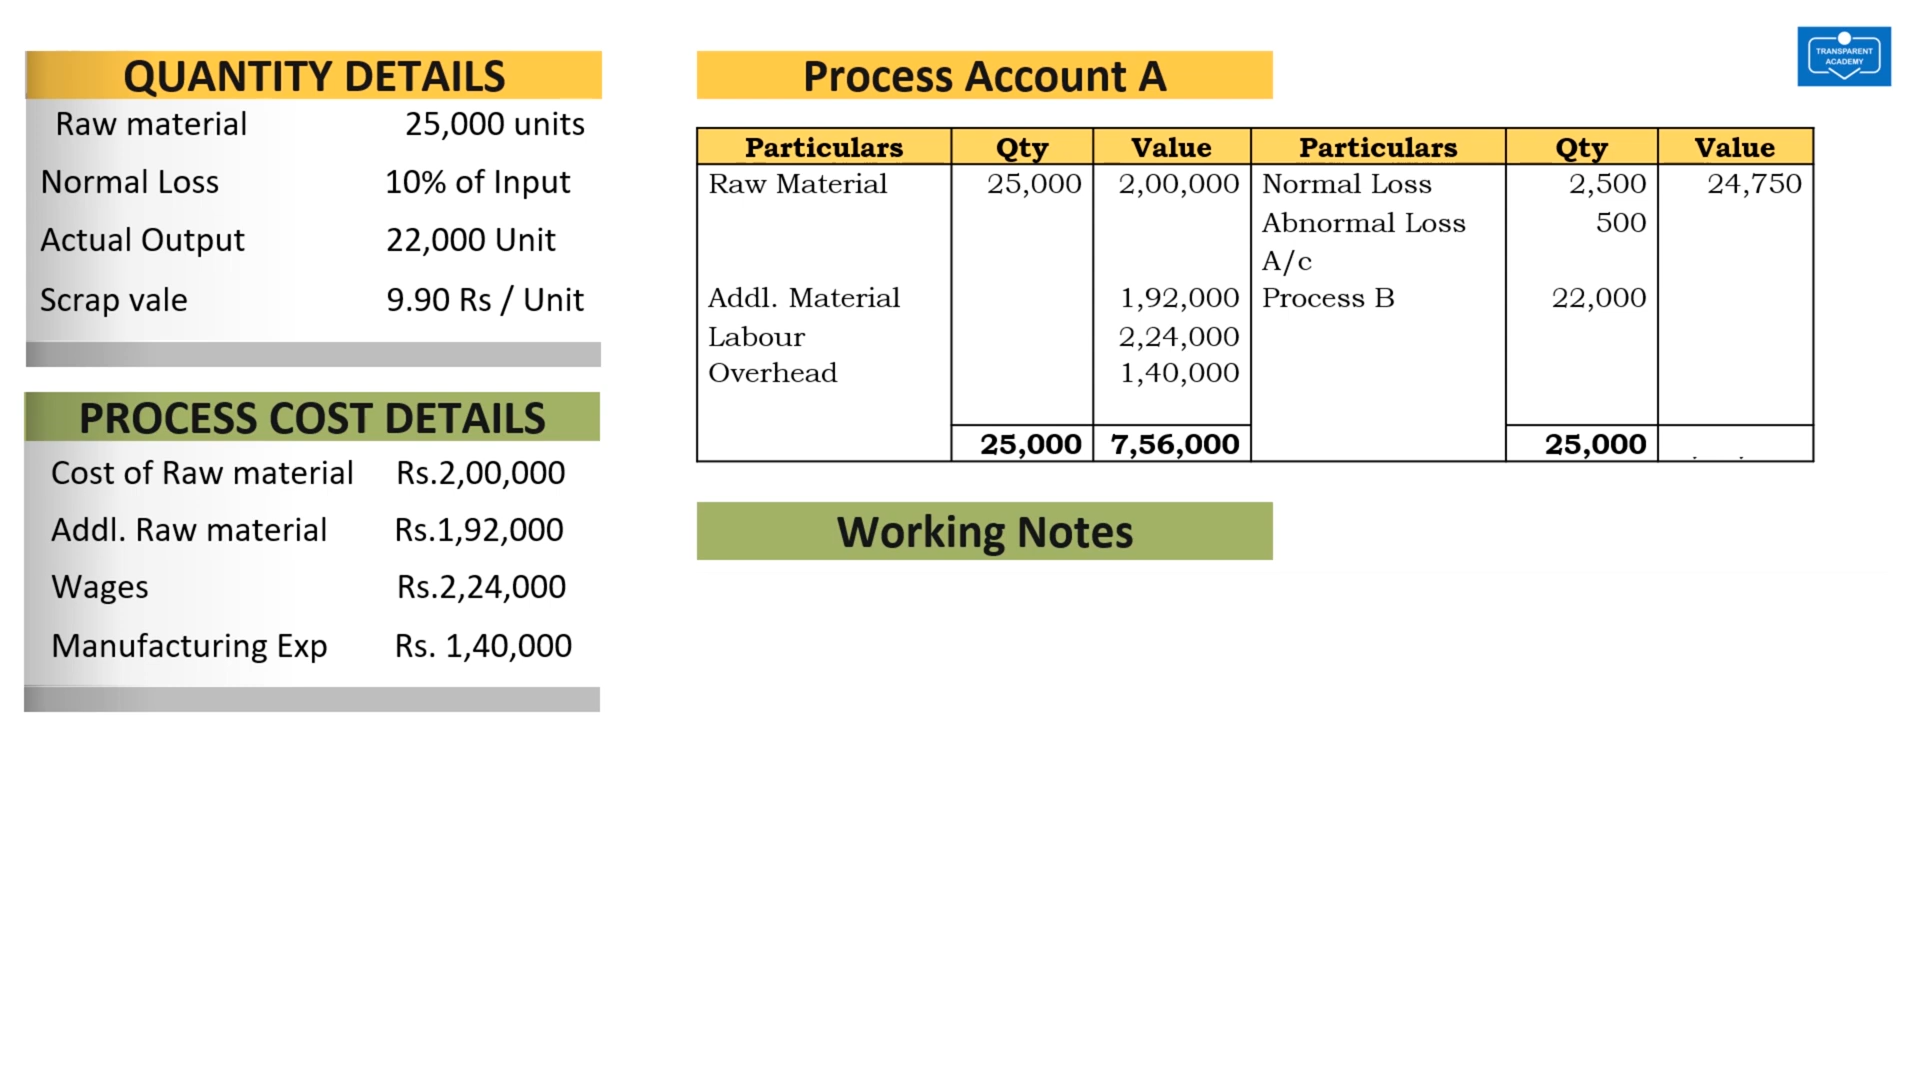 QUANTITY DETAILS
Raw material 25,000 units
Normal Loss 10% of Input
Actual Output 22,000 Unit
Scrap vale 9.90 Rs / Unit
PROCESS COST DETAILS
Cost of Raw material Rs.2,00,000
Addl. Raw material Rs.1,92,000
Wages Rs.2,24,000
Manufacturing Exp Rs. 1,40,000
Process Account A
TRANSPARENT
ACADEMY
Particulars Qty Value Particulars Qty Value
Raw Material 25,000 2,00,000 Normal Loss 2,500 24,750
Abnormal Loss 500
A/c
Addl. Material 1,92,000 Process B 22,000
Labour 2,24,000
Overhead 1,40,000
25,000 7,56,000 25,000
Working Notes